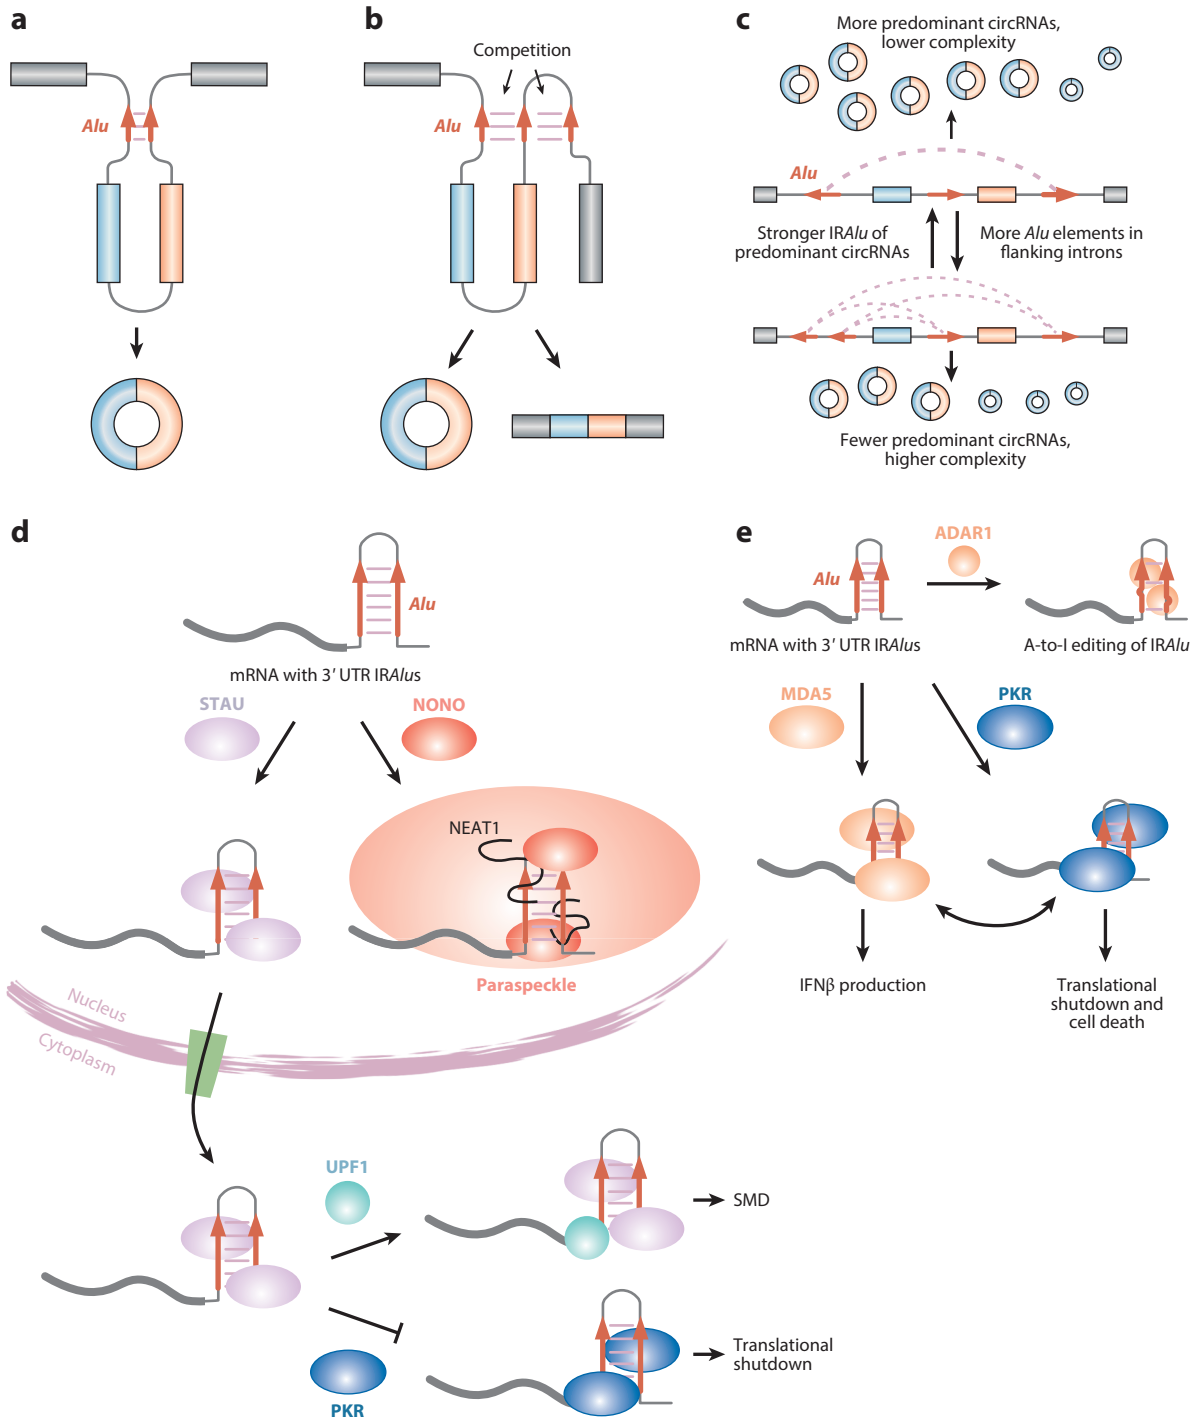 a
Alu
b
Competition
Alu
c
More predominant circRNAs,
lower complexity
Alu
Stronger IRAlu of
predominant circRNAs
More Alu elements in
flanking introns
Fewer predominant circRNAs,
higher complexity
d
Alu
mRNA with 3′ UTR IRAlus
STAU
NONO
NEAT1
Paraspeckle
Nucleus
Cytoplasm
UPF1
SMD
PKR
Translational
shutdown
e
ADAR1
Alu
mRNA with 3′ UTR IRAlus
A-to-I editing of IRAlu
MDA5
PKR
IFNβ production
Translational
shutdown and
cell death